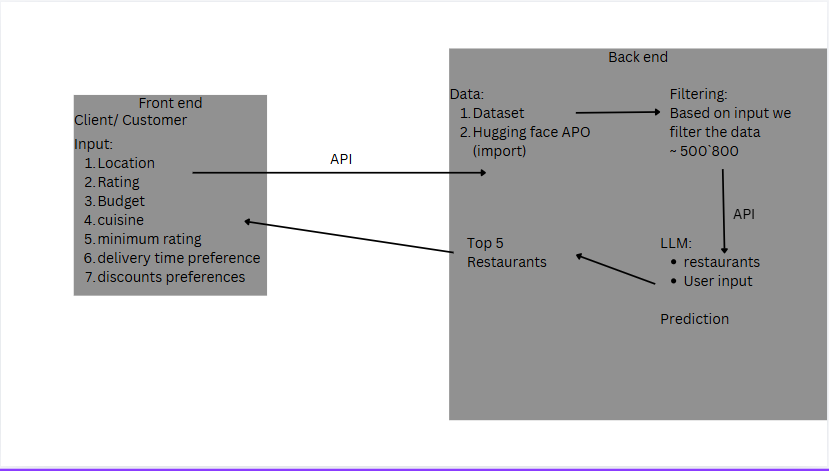 Front end
Client/ Customer
Input:
1. Location
2. Rating
3. Budget
4. cuisine
5. minimum rating
6. delivery time preference
7. discounts preferences
API
Back end
Data:
1. Dataset
2. Hugging face APO
(import)
Filtering:
Based on input we
filter the data
~ 500`800
API
LLM:
• restaurants
• User input
Prediction
Top 5
Restaurants